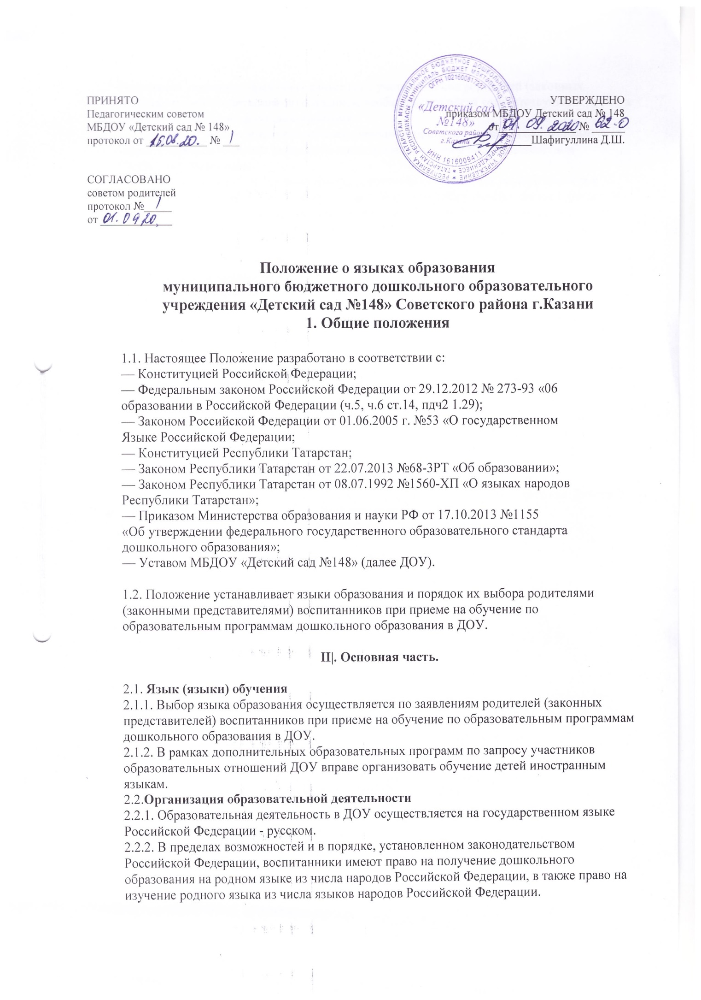 ПРИНЯТО
Педагогическим советом
МБДОУ «Детский сад № 148»
протокол от .08.20. № 1
УТВЕРЖДЕНО
приказом МБДОУ Детский сад № 148
от 01.09.2020 № 62-О
Шафигуллина Д.Ш.
ОГРН 1021600817237
«Детский сад
№148»
Советского района
г.Казани
ИНН 1616009411
СОГЛАСОВАНО
советом родителей
протокол № 1
от 01.09.20.
Положение о языках образования
муниципального бюджетного дошкольного образовательного
учреждения «Детский сад №148» Советского района г.Казани
1. Общие положения
1.1. Настоящее Положение разработано в соответствии с:
— Конституцией Российской Федерации;
— Федеральным законом Российской Федерации от 29.12.2012 № 273-93 «06
образовании в Российской Федерации (ч.5, ч.6 ст.14, пдч2 1.29);
— Законом Российской Федерации от 01.06.2005 г. №53 «О государственном
Языке Российской Федерации;
— Конституцией Республики Татарстан;
— Законом Республики Татарстан от 22.07.2013 №68-ЗРТ «Об образовании»;
— Законом Республики Татарстан от 08.07.1992 №1560-ХП «О языках народов
Республики Татарстан»;
— Приказом Министерства образования и науки РФ от 17.10.2013 №1155
«Об утверждении федерального государственного образовательного стандарта
дошкольного образования»;
— Уставом МБДОУ «Детский сад №148» (далее ДОУ).
1.2. Положение устанавливает языки образования и порядок их выбора родителями
(законными представителями) воспитанников при приеме на обучение по
образовательным программам дошкольного образования в ДОУ.
II|. Основная часть.
2.1. Язык (языки) обучения
2.1.1. Выбор языка образования осуществляется по заявлениям родителей (законных
представителей) воспитанников при приеме на обучение по образовательным программам
дошкольного образования в ДОУ.
2.1.2. В рамках дополнительных образовательных программ по запросу участников
образовательных отношений ДОУ вправе организовать обучение детей иностранным
языкам.
2.2.Организация образовательной деятельности
2.2.1. Образовательная деятельность в ДОУ осуществляется на государственном языке
Российской Федерации - русском.
2.2.2. В пределах возможностей и в порядке, установленном законодательством
Российской Федерации, воспитанники имеют право на получение дошкольного
образования на родном языке из числа народов Российской Федерации, в также право на
изучение родного языка из числа языков народов Российской Федерации.